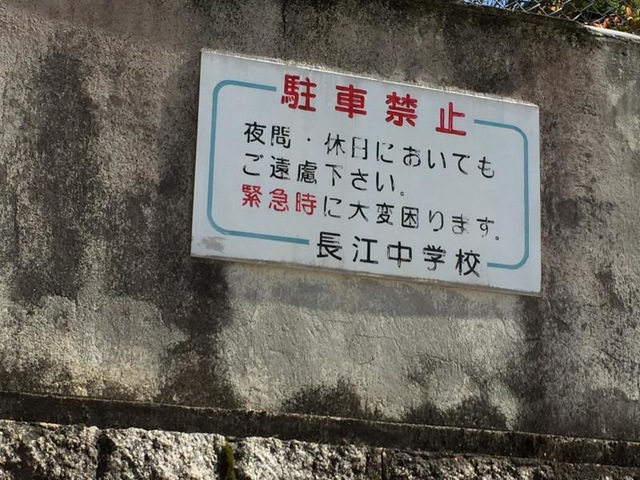 駐車禁止
夜間・休日においても
ご遠慮下さい。
緊急時に大変困ります。
長江中学校